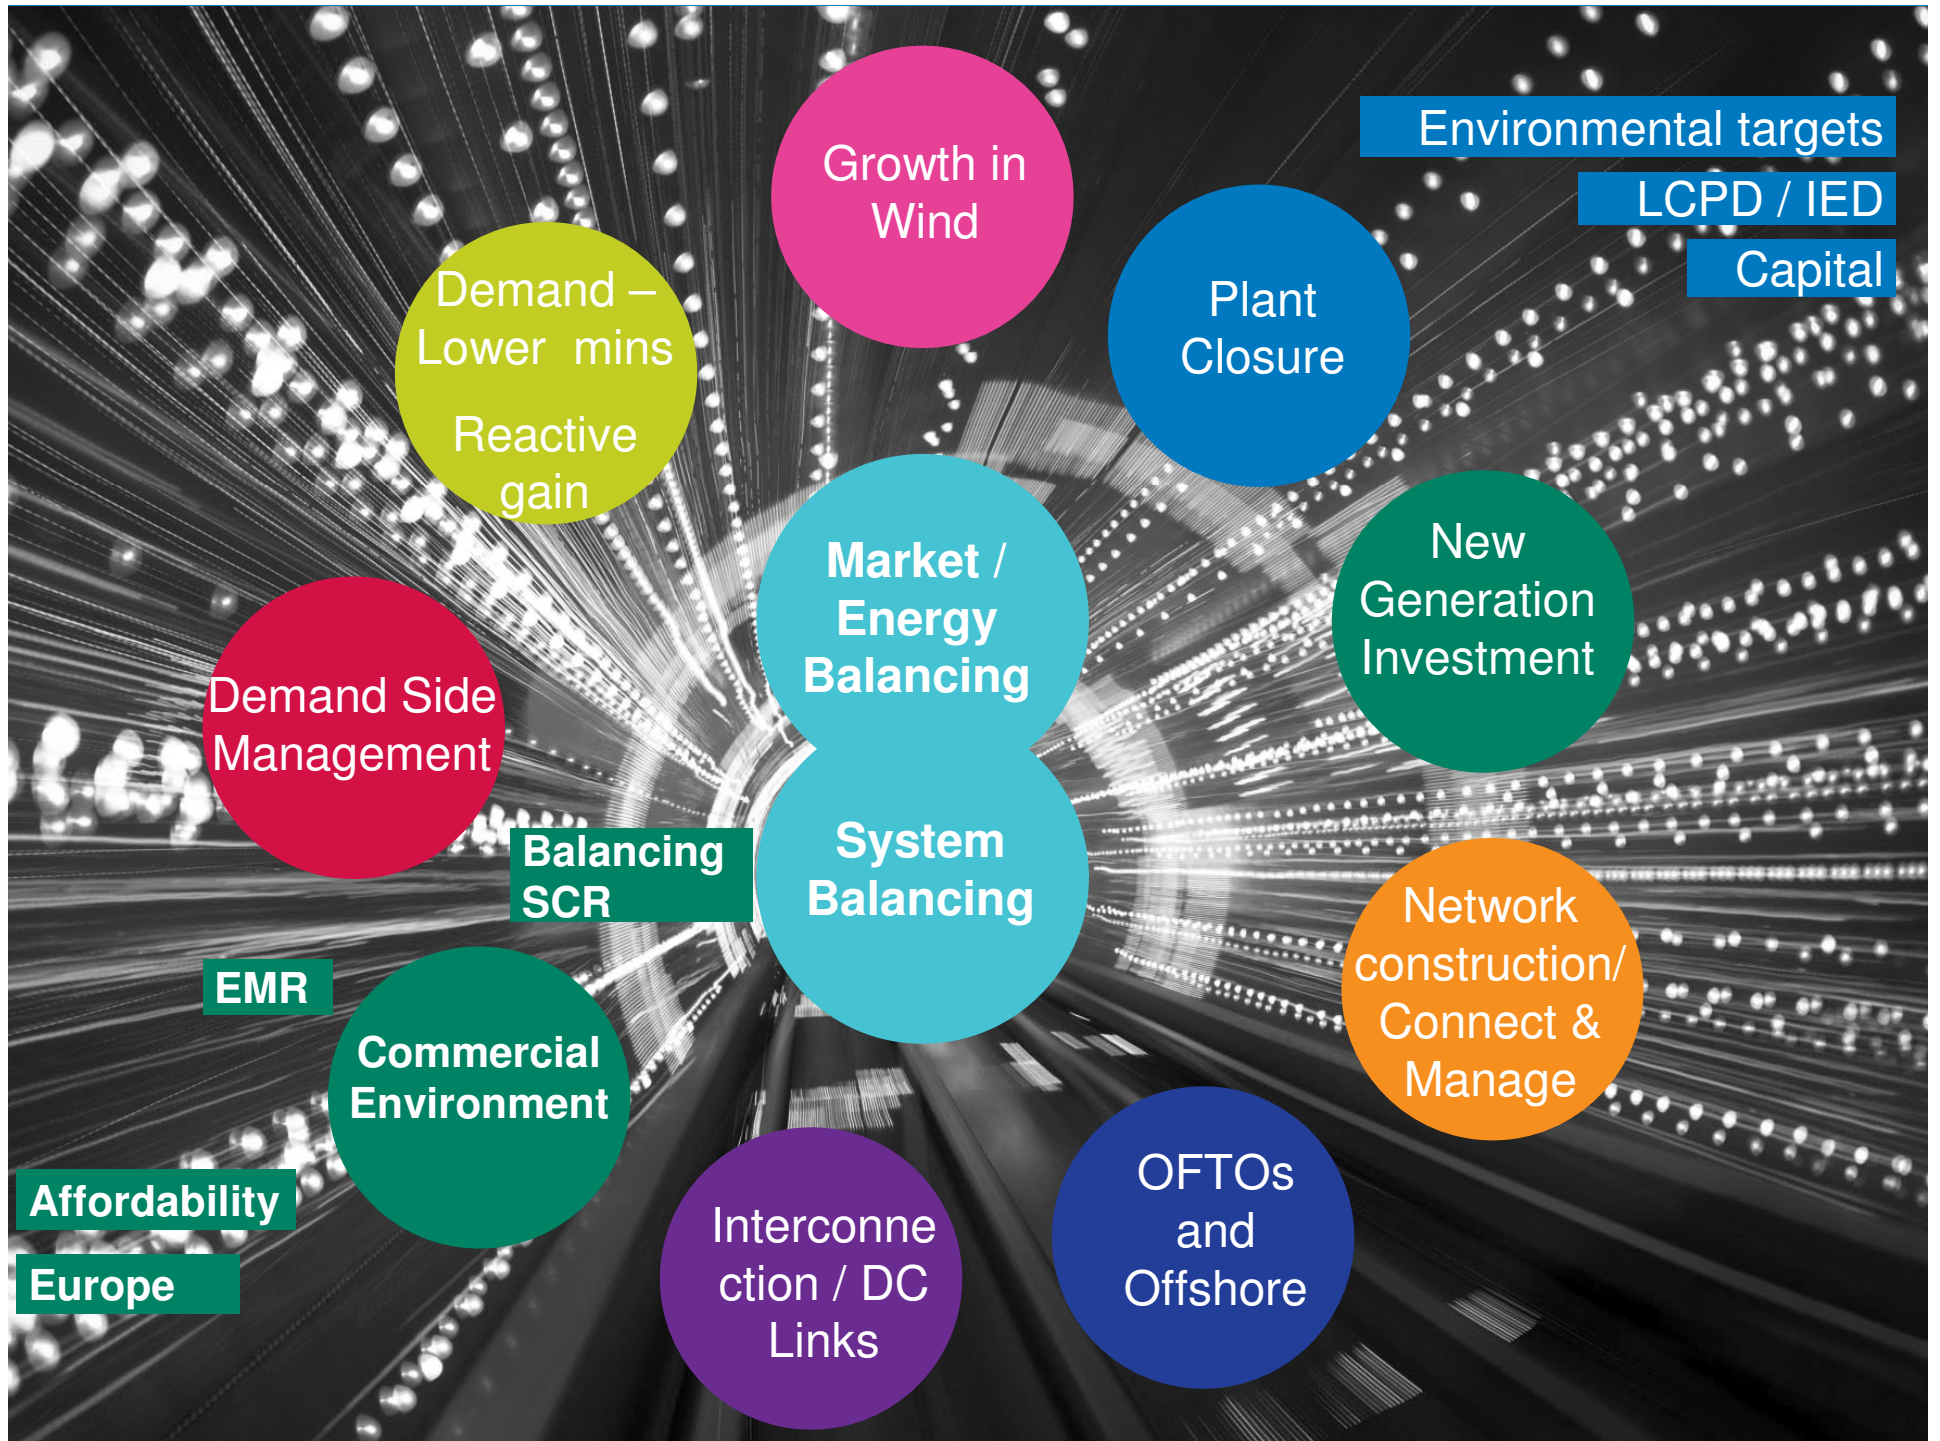 Growth in
Wind
Environmental targets
LCPD / IED
Capital
Demand –
Lower mins
Reactive
gain
Plant
Closure
Market /
Energy
Balancing
New
Generation
Investment
Demand Side
Management
Balancing
SCR
System
Balancing
Network
construction/
Connect &
Manage
EMR
Commercial
Environment
Affordability
Europe
Interconne
ction / DC
Links
OFTOs
and
Offshore